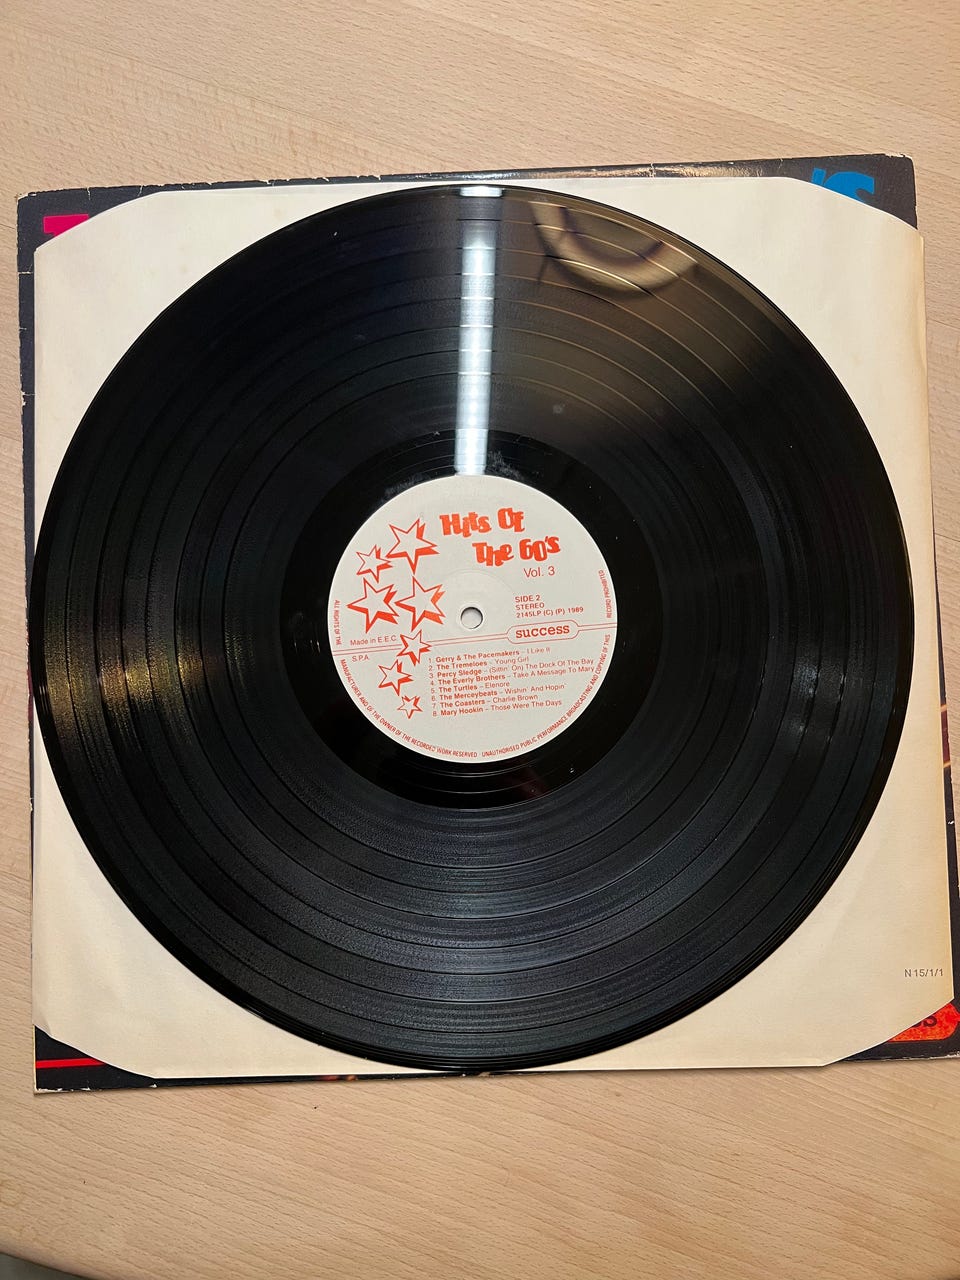 'S
Hits Of
The 60's
Vol. 3
SIDE 2
STEREO
2145LP (C) (P) 1989
success
Made in E.E.C.
S.P.A
1. Gerry & The Pacemakers – I Like It
2. The Tremeloes – Young Girl
3. Percy Sledge – (Sittin' On) The Dock Of The Bay
4. The Everly Brothers – Take A Message To Mary
5. The Turtles – Elenore
6. The Merceybeats – Wishin' And Hopin'
7. The Coasters – Charlie Brown
8. Mary Hookin – Those Were The Days
ALL RIGHTS OF THE MANUFACTURER AND OF THE OWNER OF THE RECORDED WORK RESERVED · UNAUTHORISED PUBLIC PERFORMANCE BROADCASTING AND COPYING OF THIS RECORD PROHIBITED
N 15/1/1